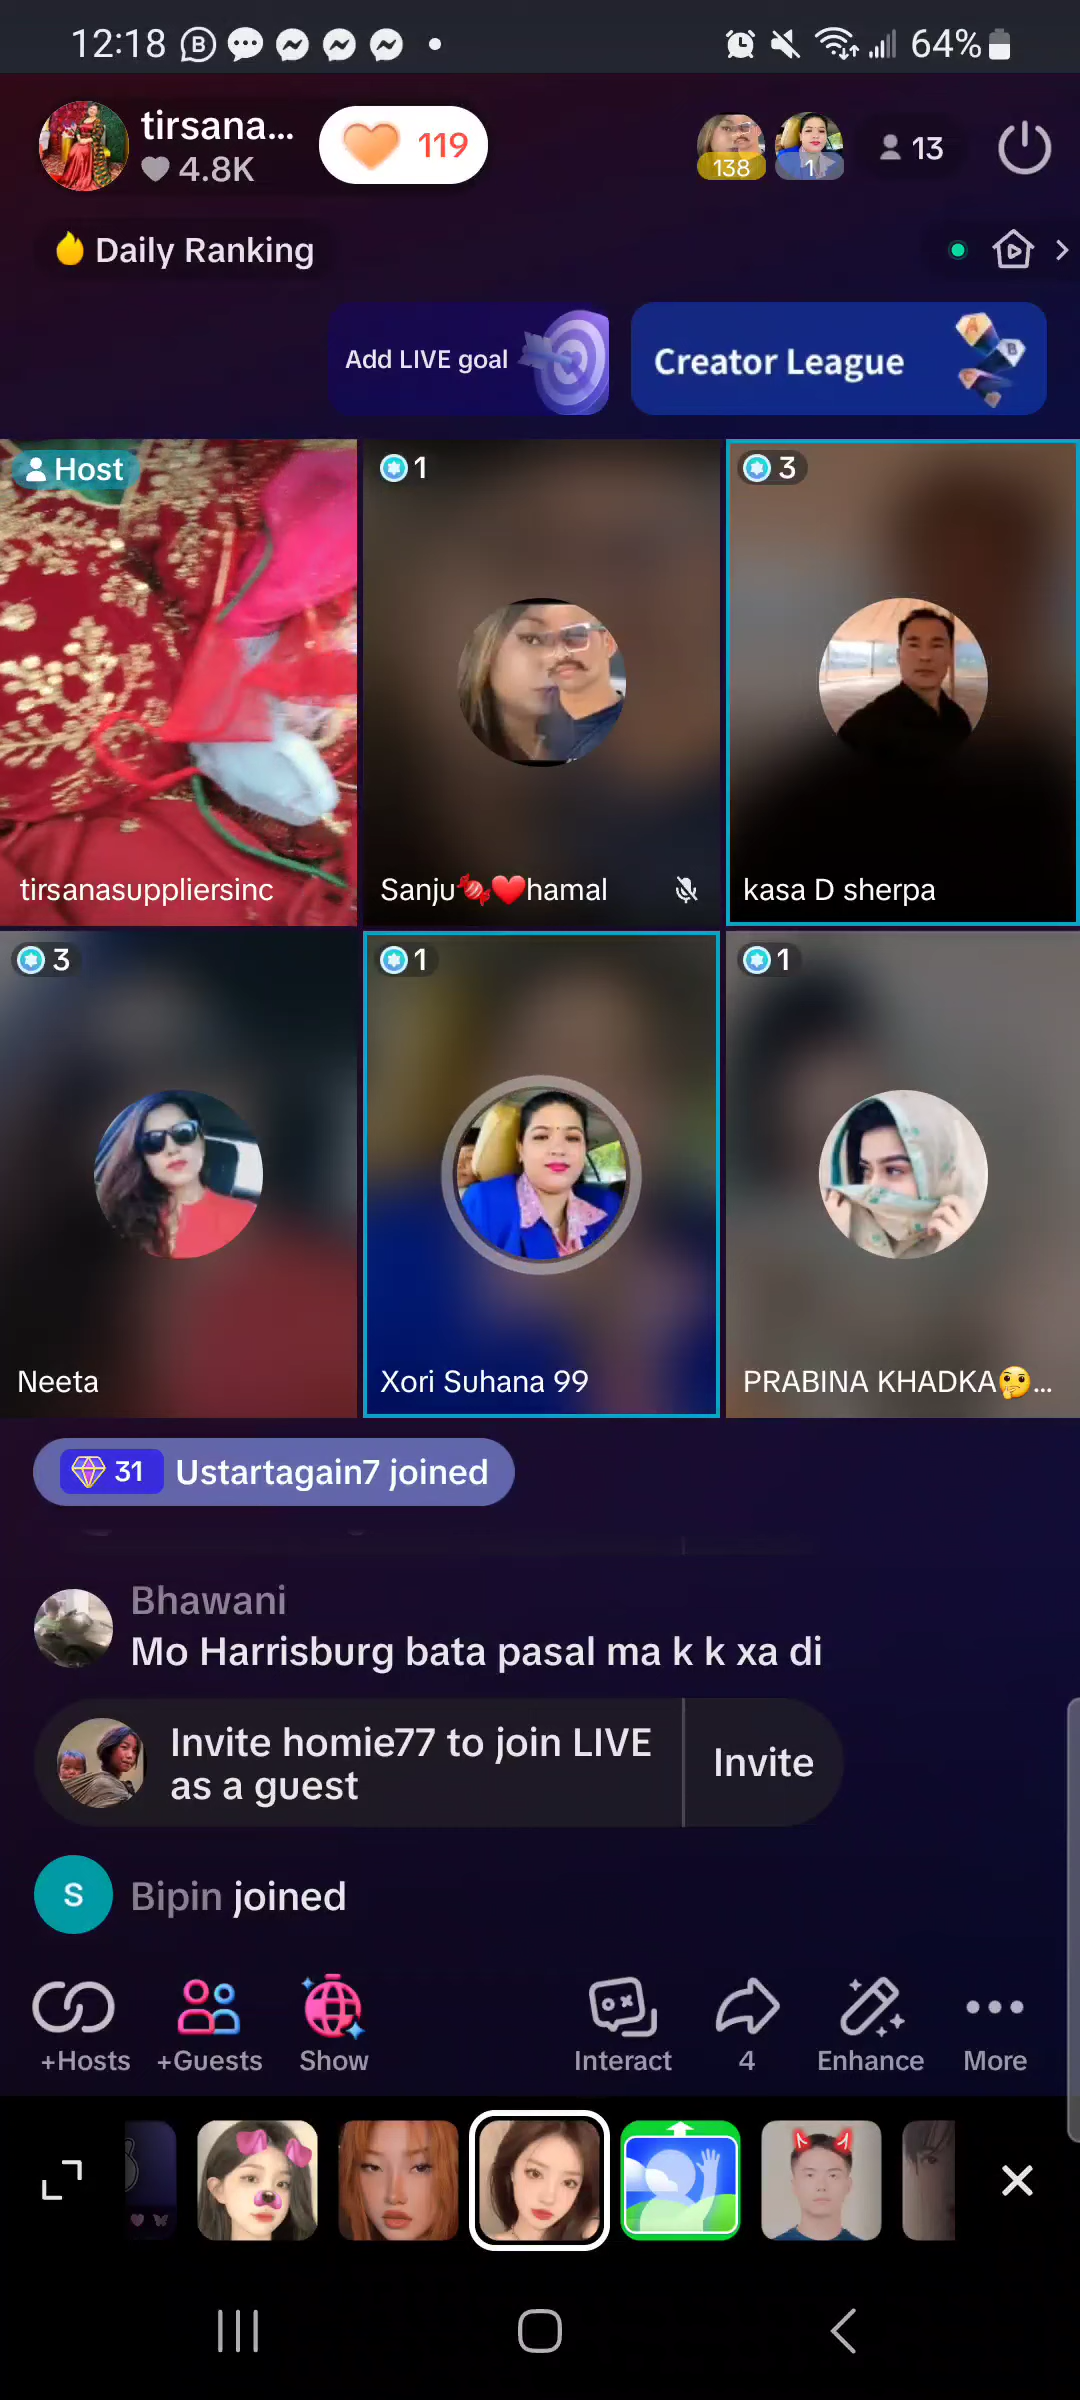 12:18
64%
tirsana...
4.8K
119
138
1
13
Daily Ranking
Add LIVE goal
Creator League
Host
tirsanasuppliersinc
1
Sanju🍬❤️hamal
3
kasa D sherpa
3
Neeta
1
Xori Suhana 99
1
PRABINA KHADKA🤔...
31 Ustartagain7 joined
Bhawani
Mo Harrisburg bata pasal ma k k xa di
Invite homie77 to join LIVE
as a guest
Invite
S
Bipin joined
+Hosts
+Guests
Show
Interact
4
Enhance
More